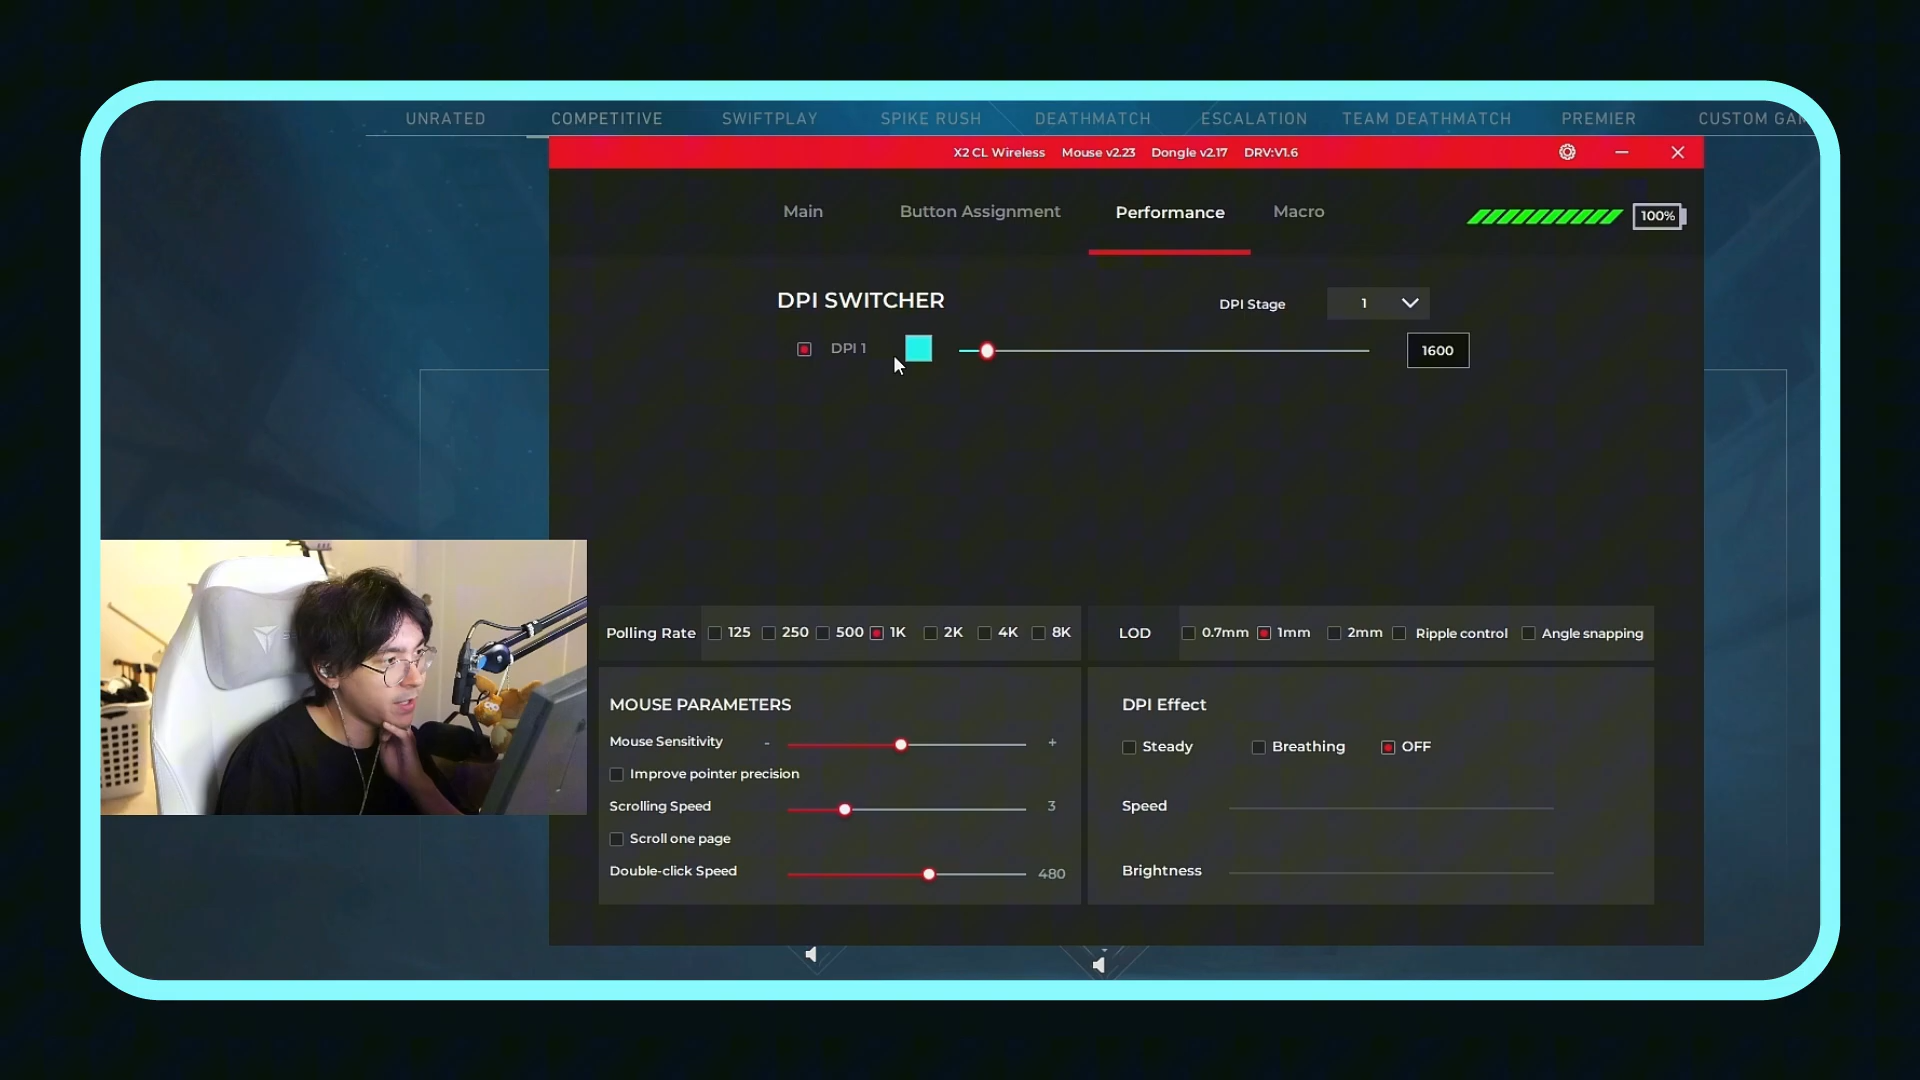 UNRATED COMPETITIVE SWIFTPLAY SPIKE RUSH DEATHMATCH ESCALATION TEAM DEATHMATCH PREMIER CUSTOM GAM
X2 CL Wireless Mouse v2.23 Dongle v2.17 DRV:V1.6
Main Button Assignment Performance Macro 100%
DPI SWITCHER DPI Stage 1
DPI 1 1600
Polling Rate 125 250 500 1K 2K 4K 8K
LOD 0.7mm 1mm 2mm Ripple control Angle snapping
MOUSE PARAMETERS
Mouse Sensitivity - +
Improve pointer precision
Scrolling Speed 3
Scroll one page
Double-click Speed 480
DPI Effect
Steady Breathing OFF
Speed
Brightness